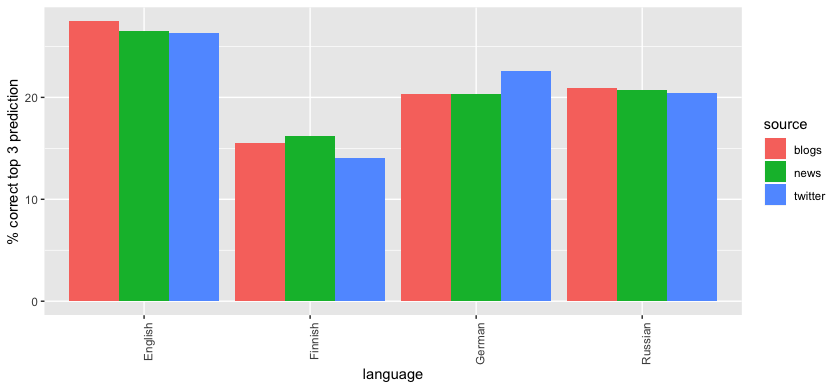 % correct top 3 prediction
20
10
0
English
Finnish
German
Russian
language
source
blogs
news
twitter